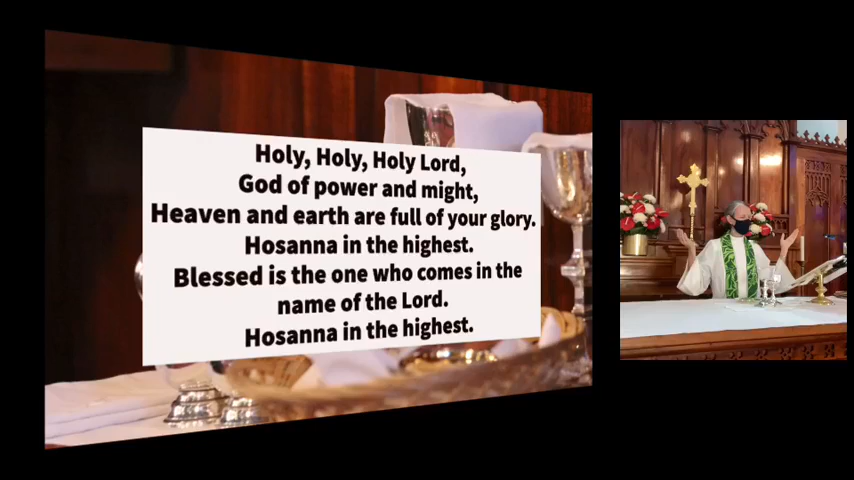 Holy, Holy, Holy Lord,
God of power and might,
Heaven and earth are full of your glory.
Hosanna in the highest.
Blessed is the one who comes in the
name of the Lord.
Hosanna in the highest.